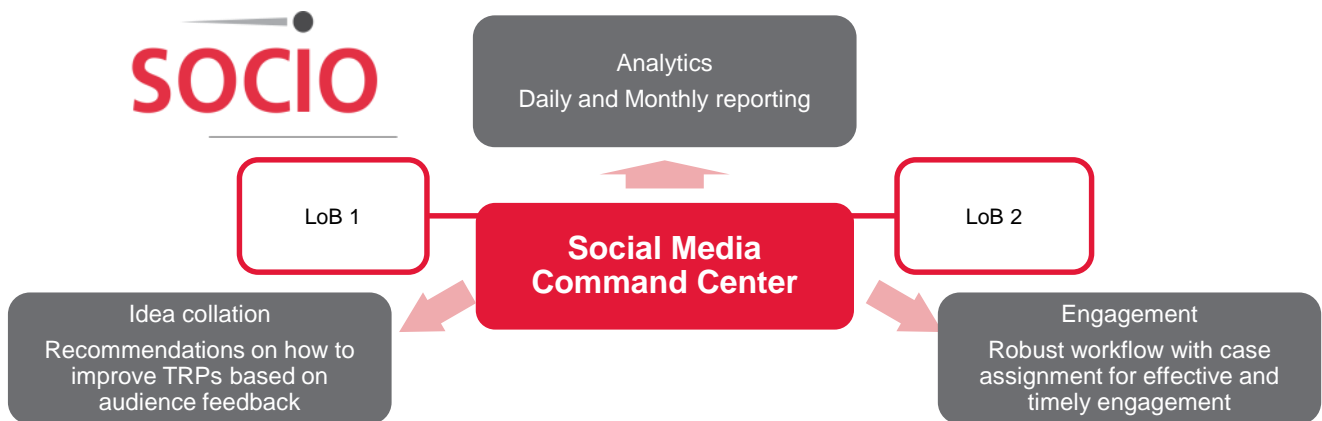 SOCIO
Analytics
Daily and Monthly reporting
LoB 1
Social Media
Command Center
LoB 2
Idea collation
Recommendations on how to
improve TRPs based on
audience feedback
Engagement
Robust workflow with case
assignment for effective and
timely engagement